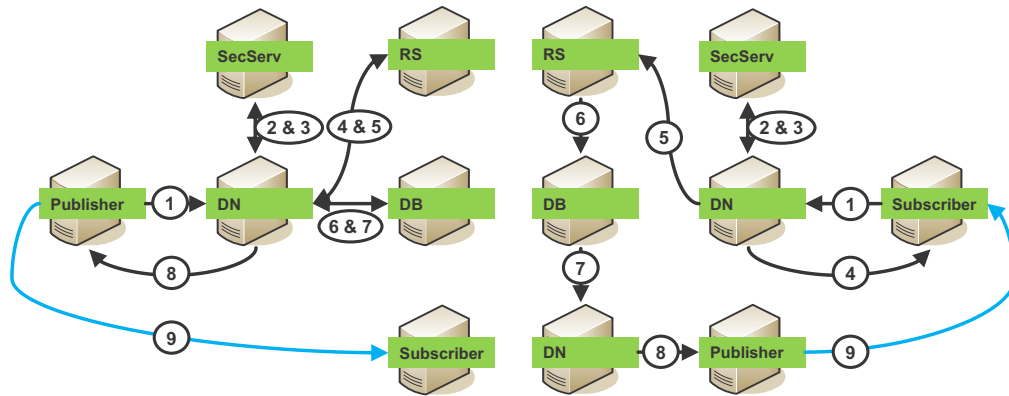 SecServ
RS
RS
SecServ
2 & 3
4 & 5
6
5
2 & 3
Publisher
1
DN
DB
DB
DN
1
Subscriber
6 & 7
8
7
4
9
Subscriber
DN
8
Publisher
9